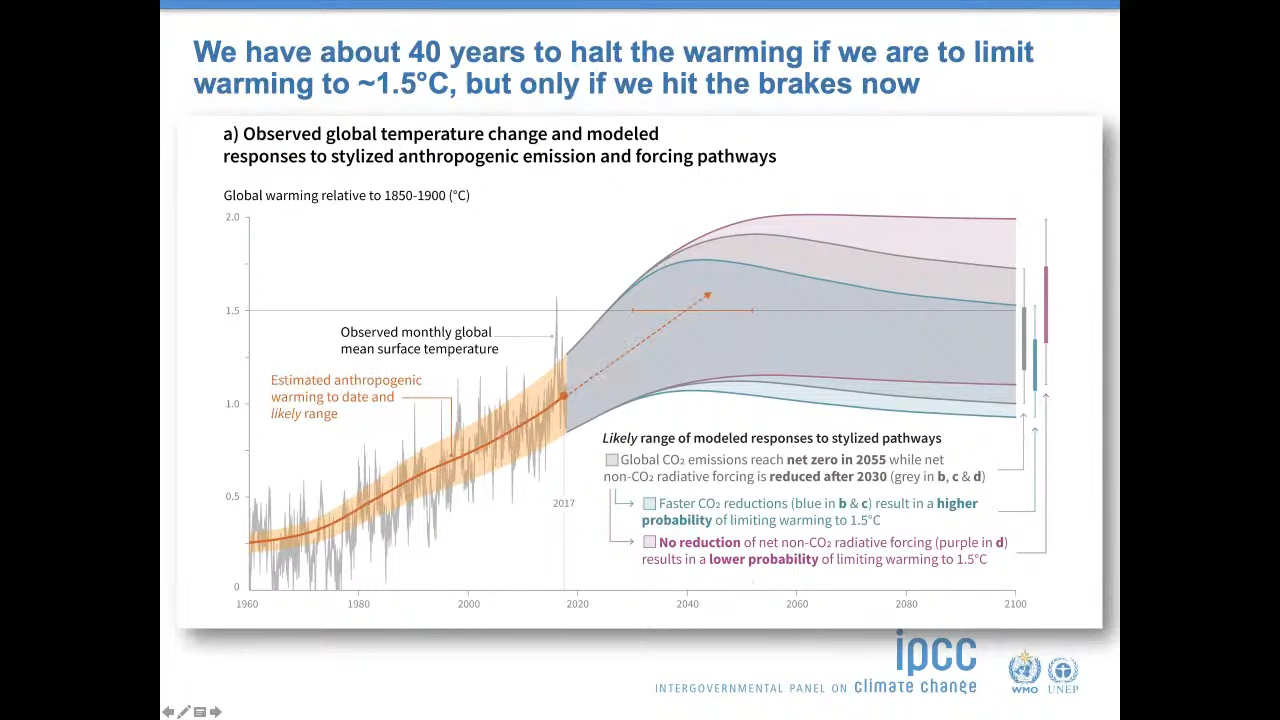 We have about 40 years to halt the warming if we are to limit
warming to ~1.5°C, but only if we hit the brakes now
a) Observed global temperature change and modeled
responses to stylized anthropogenic emission and forcing pathways
Global warming relative to 1850-1900 (°C)
2.0
1.5
Observed monthly global
mean surface temperature
Estimated anthropogenic
warming to date and
likely range
1.0
Likely range of modeled responses to stylized pathways
Global CO₂ emissions reach net zero in 2055 while net
non-CO₂ radiative forcing is reduced after 2030 (grey in b, c & d)
0.5
2017
Faster CO₂ reductions (blue in b & c) result in a higher
probability of limiting warming to 1.5°C
No reduction of net non-CO₂ radiative forcing (purple in d)
results in a lower probability of limiting warming to 1.5°C
0
1960 1980 2000 2020 2040 2060 2080 2100
ipcc
INTERGOVERNMENTAL PANEL ON climate change
WMO UNEP